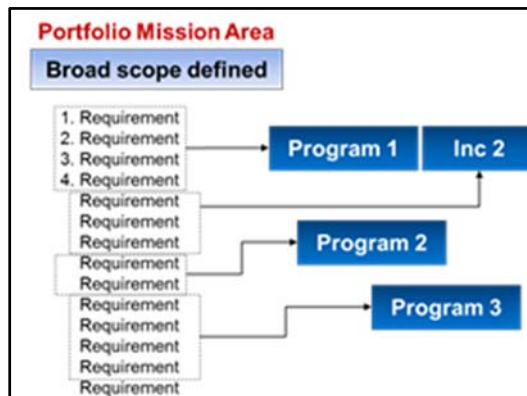 Portfolio Mission Area
Broad scope defined
1. Requirement
2. Requirement
3. Requirement
4. Requirement
Requirement
Requirement
Requirement
Requirement
Requirement
Requirement
Requirement
Requirement
Requirement
Requirement
Program 1
Inc 2
Program 2
Program 3